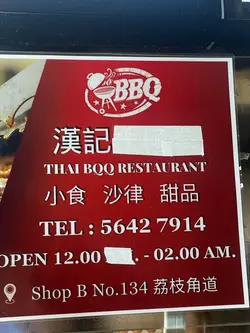 BBQ
漢記
THAI BQQ RESTAURANT
小食 沙律 甜品
TEL : 5642 7914
OPEN 12.00 . - 02.00 AM.
Shop B No.134 荔枝角道